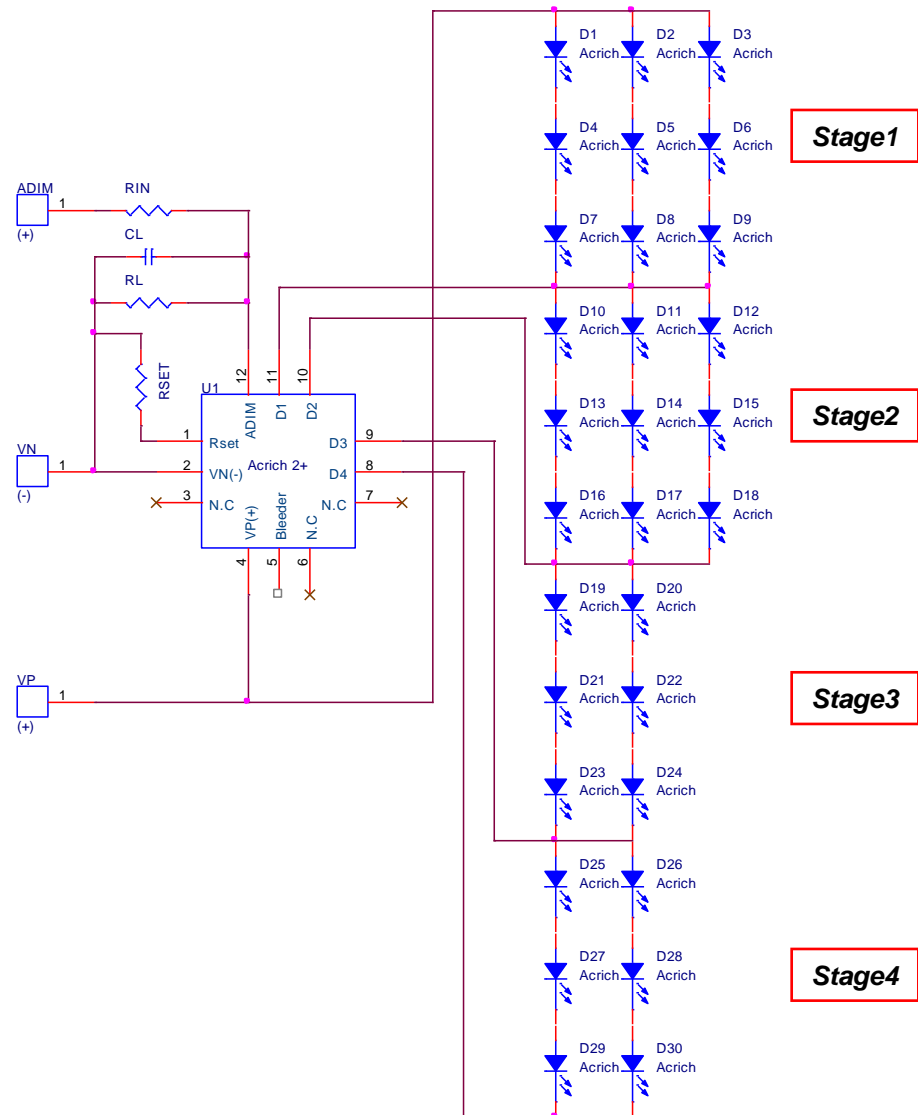 D1 D2 D3
Acrich Acrich Acrich
D4 D5 D6
Acrich Acrich Acrich
Stage1
ADIM
1
(+)
RIN
CL
RL
D7 D8 D9
Acrich Acrich Acrich
D10 D11 D12
Acrich Acrich Acrich
RSET
U1
12
11
10
ADIM
D1
D2
D13 D14 D15
Acrich Acrich Acrich
Stage2
1 Rset
D3 9
VN
1
(-)
2 VN(-)
Acrich 2+
D4 8
3 N.C
N.C 7
VP(+)
Bleeder
N.C
4
5
6
D16 D17 D18
Acrich Acrich Acrich
D19 D20
Acrich Acrich
VP
1
(+)
D21 D22
Acrich Acrich
Stage3
D23 D24
Acrich Acrich
D25 D26
Acrich Acrich
D27 D28
Acrich Acrich
Stage4
D29 D30
Acrich Acrich